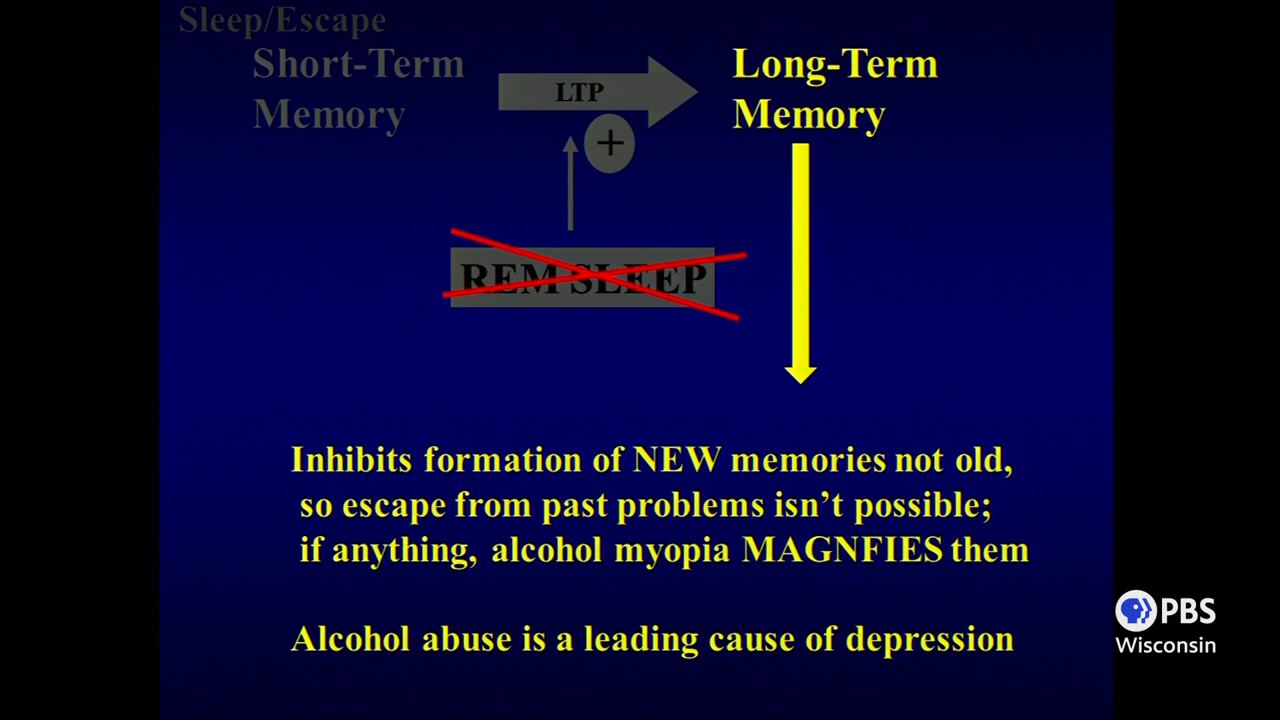 Sleep/Escape
Short-Term
Memory
LTP
Long-Term
Memory
+
REM SLEEP
Inhibits formation of NEW memories not old,
so escape from past problems isn’t possible;
if anything, alcohol myopia MAGNFIES them
Alcohol abuse is a leading cause of depression
PBS
Wisconsin